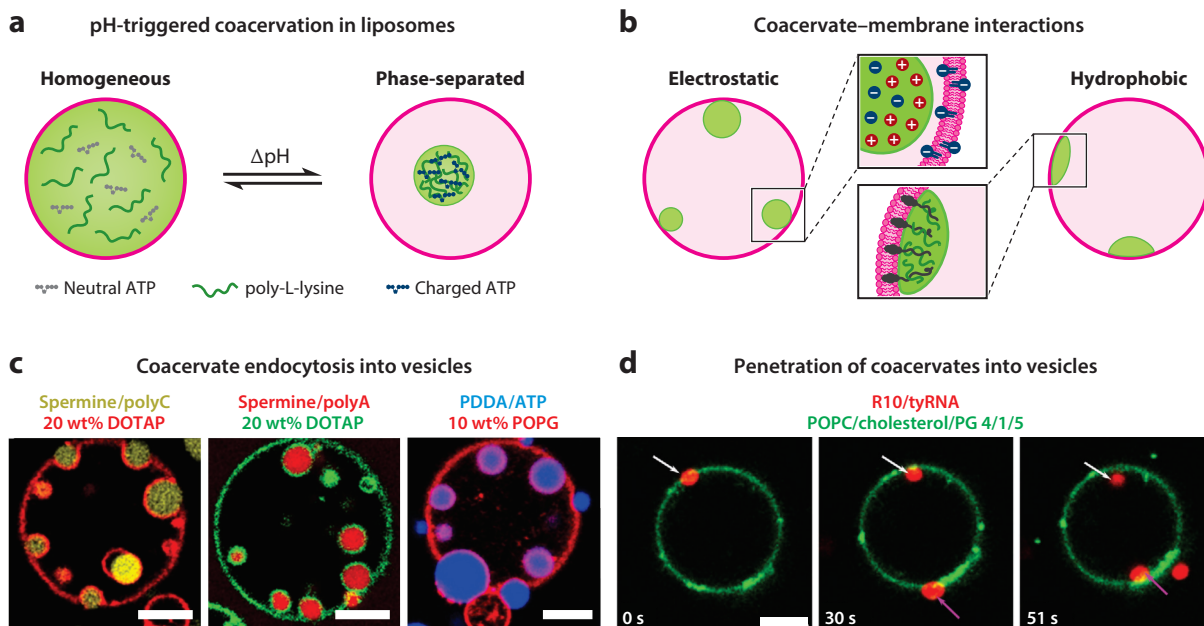 a
pH-triggered coacervation in liposomes
Homogeneous
Phase-separated
ΔpH
Neutral ATP
poly-L-lysine
Charged ATP
b
Coacervate–membrane interactions
Electrostatic
Hydrophobic
c
Coacervate endocytosis into vesicles
Spermine/polyC
20 wt% DOTAP
Spermine/polyA
20 wt% DOTAP
PDDA/ATP
10 wt% POPG
d
Penetration of coacervates into vesicles
R10/tyRNA
POPC/cholesterol/PG 4/1/5
0 s
30 s
51 s